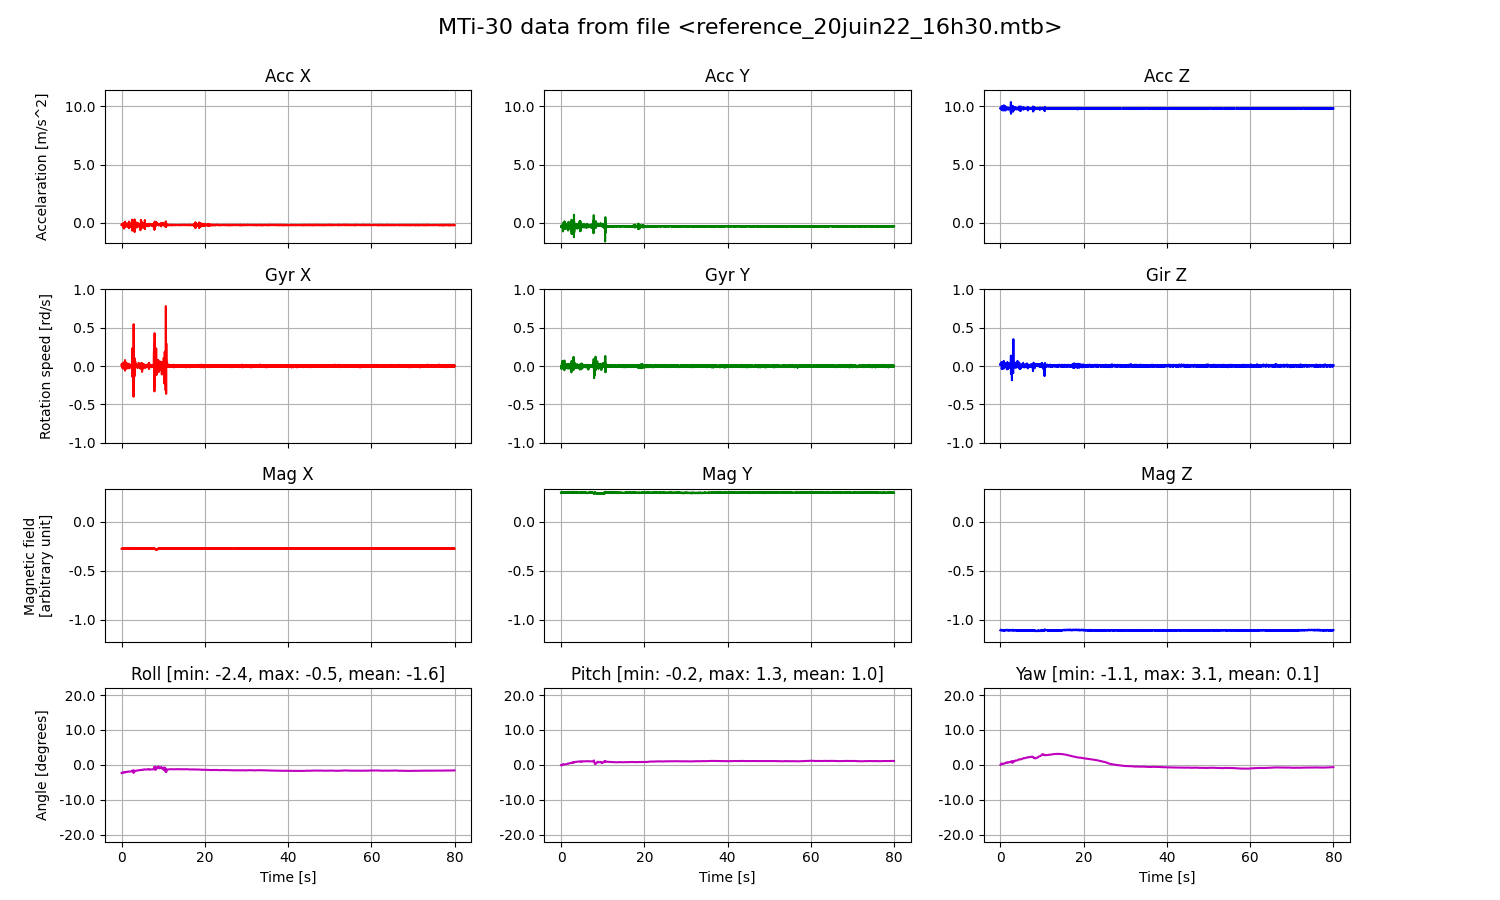 MTi-30 data from file <reference_20juin22_16h30.mtb>
Acc X
Acc Y
Acc Z
Accelaration [m/s^2]
10.0
5.0
0.0
10.0
5.0
0.0
10.0
5.0
0.0
Gyr X
Gyr Y
Gir Z
Rotation speed [rd/s]
1.0
0.5
0.0
-0.5
-1.0
1.0
0.5
0.0
-0.5
-1.0
1.0
0.5
0.0
-0.5
-1.0
Mag X
Mag Y
Mag Z
Magnetic field
[arbitrary unit]
0.0
-0.5
-1.0
0.0
-0.5
-1.0
0.0
-0.5
-1.0
Roll [min: -2.4, max: -0.5, mean: -1.6]
Pitch [min: -0.2, max: 1.3, mean: 1.0]
Yaw [min: -1.1, max: 3.1, mean: 0.1]
Angle [degrees]
20.0
10.0
0.0
-10.0
-20.0
20.0
10.0
0.0
-10.0
-20.0
20.0
10.0
0.0
-10.0
-20.0
0 20 40 60 80
0 20 40 60 80
0 20 40 60 80
Time [s]
Time [s]
Time [s]